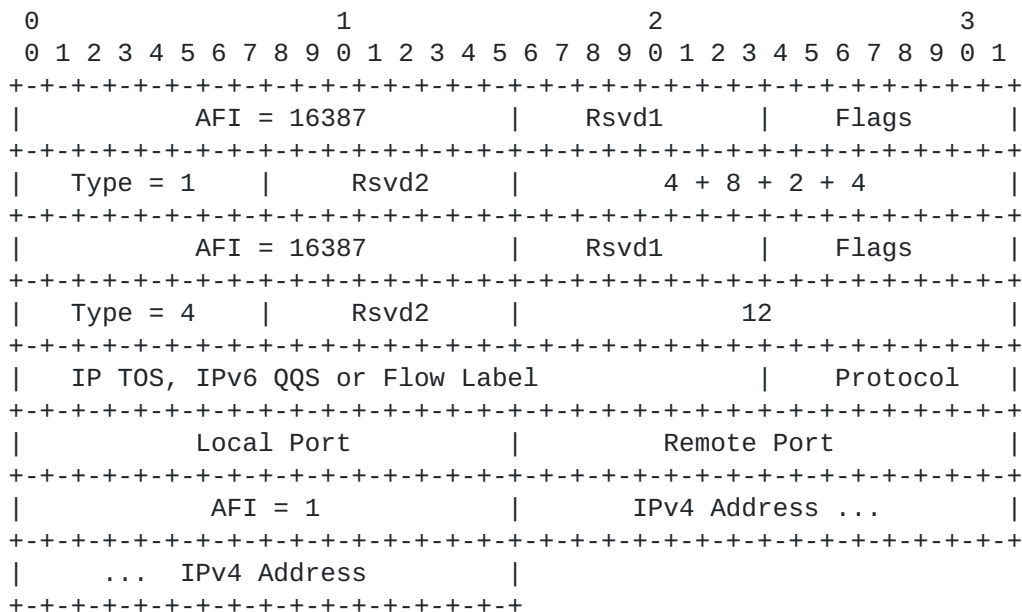 0                   1                   2                   3
 0 1 2 3 4 5 6 7 8 9 0 1 2 3 4 5 6 7 8 9 0 1 2 3 4 5 6 7 8 9 0 1
+-+-+-+-+-+-+-+-+-+-+-+-+-+-+-+-+-+-+-+-+-+-+-+-+-+-+-+-+-+-+-+-+
|           AFI = 16387         |    Rsvd1      |    Flags      |
+-+-+-+-+-+-+-+-+-+-+-+-+-+-+-+-+-+-+-+-+-+-+-+-+-+-+-+-+-+-+-+-+
|   Type = 1    |     Rsvd2     |         4 + 8 + 2 + 4         |
+-+-+-+-+-+-+-+-+-+-+-+-+-+-+-+-+-+-+-+-+-+-+-+-+-+-+-+-+-+-+-+-+
|           AFI = 16387         |    Rsvd1      |    Flags      |
+-+-+-+-+-+-+-+-+-+-+-+-+-+-+-+-+-+-+-+-+-+-+-+-+-+-+-+-+-+-+-+-+
|   Type = 4    |     Rsvd2     |              12               |
+-+-+-+-+-+-+-+-+-+-+-+-+-+-+-+-+-+-+-+-+-+-+-+-+-+-+-+-+-+-+-+-+
|   IP TOS, IPv6 QQS or Flow Label              |    Protocol   |
+-+-+-+-+-+-+-+-+-+-+-+-+-+-+-+-+-+-+-+-+-+-+-+-+-+-+-+-+-+-+-+-+
|           Local Port          |         Remote Port           |
+-+-+-+-+-+-+-+-+-+-+-+-+-+-+-+-+-+-+-+-+-+-+-+-+-+-+-+-+-+-+-+-+
|            AFI = 1            |       IPv4 Address ...        |
+-+-+-+-+-+-+-+-+-+-+-+-+-+-+-+-+-+-+-+-+-+-+-+-+-+-+-+-+-+-+-+-+
|     ...  IPv4 Address         |
+-+-+-+-+-+-+-+-+-+-+-+-+-+-+-+-+